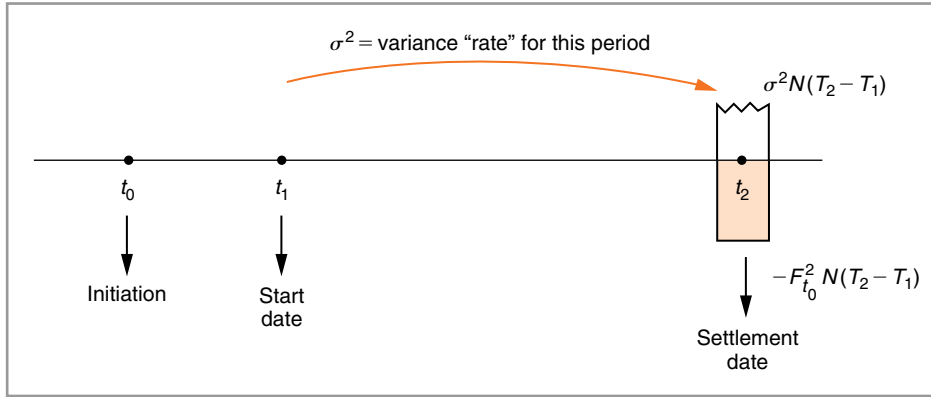 σ² = variance “rate” for this period
σ²N(T₂ − T₁)
t₀
t₁
t₂
Initiation
Start
date
−F²ₜ₀ N(T₂ − T₁)
Settlement
date